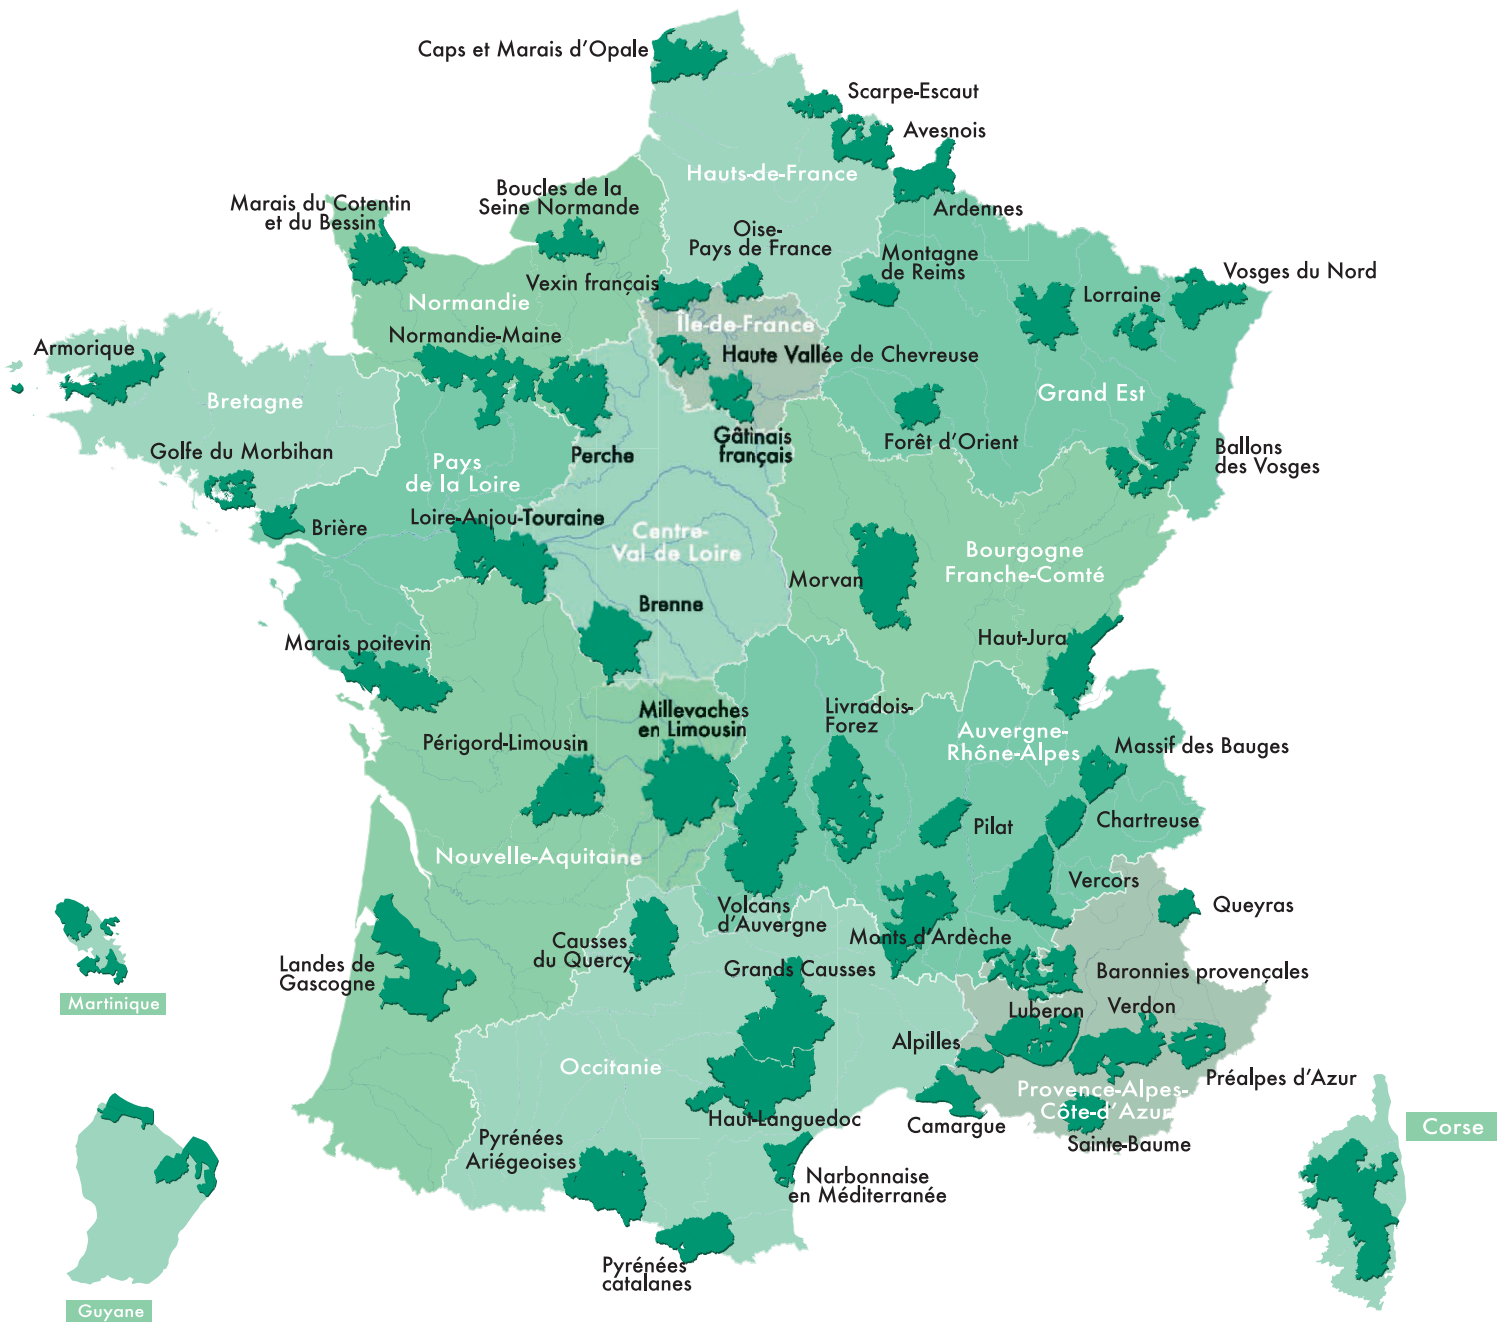 Caps et Marais d'Opale
Scarpe-Escaut
Avesnois
Hauts-de-France
Ardennes
Marais du Cotentin
et du Bessin
Boucles de la
Seine Normande
Oise-
Pays de France
Montagne
de Reims
Vosges du Nord
Lorraine
Vexin français
Normandie
Île-de-France
Normandie-Maine
Armorique
Haute Vallée de Chevreuse
Grand Est
Bretagne
Forêt d'Orient
Gâtinais
français
Ballons
des Vosges
Golfe du Morbihan
Perche
Pays
de la Loire
Loire-Anjou-Touraine
Brière
Centre-
Val de Loire
Bourgogne
Franche-Comté
Morvan
Brenne
Haut-Jura
Marais poitevin
Millevaches
en Limousin
Livradois-
Forez
Auvergne-
Rhône-Alpes
Massif des Bauges
Périgord-Limousin
Pilat
Chartreuse
Nouvelle-Aquitaine
Vercors
Queyras
Volcans
d'Auvergne
Monts d'Ardèche
Causses
du Quercy
Landes de
Gascogne
Grands Causses
Baronnies provençales
Martinique
Luberon
Verdon
Alpilles
Occitanie
Préalpes d'Azur
Provence-Alpes-
Côte-d'Azur
Haut-Languedoc
Camargue
Sainte-Baume
Corse
Pyrénées
Ariégeoises
Narbonnaise
en Méditerranée
Pyrénées
catalanes
Guyane